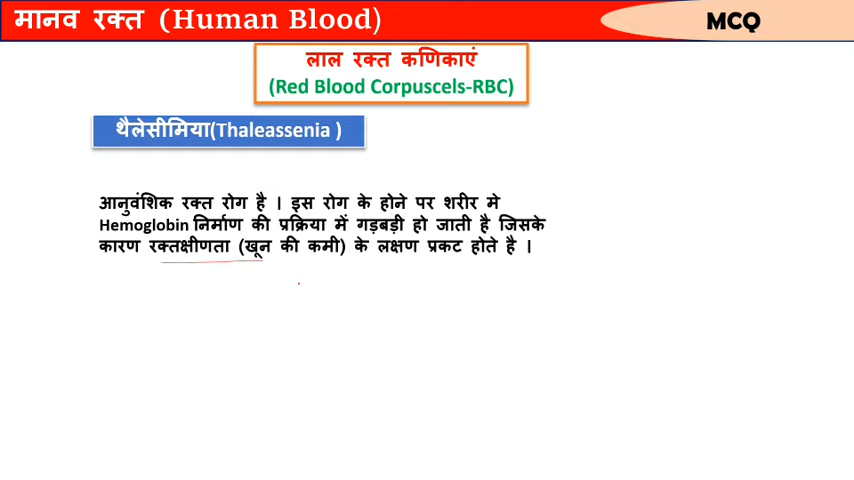 मानव रक्त (Human Blood)
MCQ
लाल रक्त कणिकाएं
(Red Blood Corpuscels-RBC)
थैलेसीमिया(Thaleassenia )
आनुवंशिक रक्त रोग है । इस रोग के होने पर शरीर मे
Hemoglobin निर्माण की प्रक्रिया में गड़बड़ी हो जाती है जिसके
कारण रक्तक्षीणता (खून की कमी) के लक्षण प्रकट होते है ।